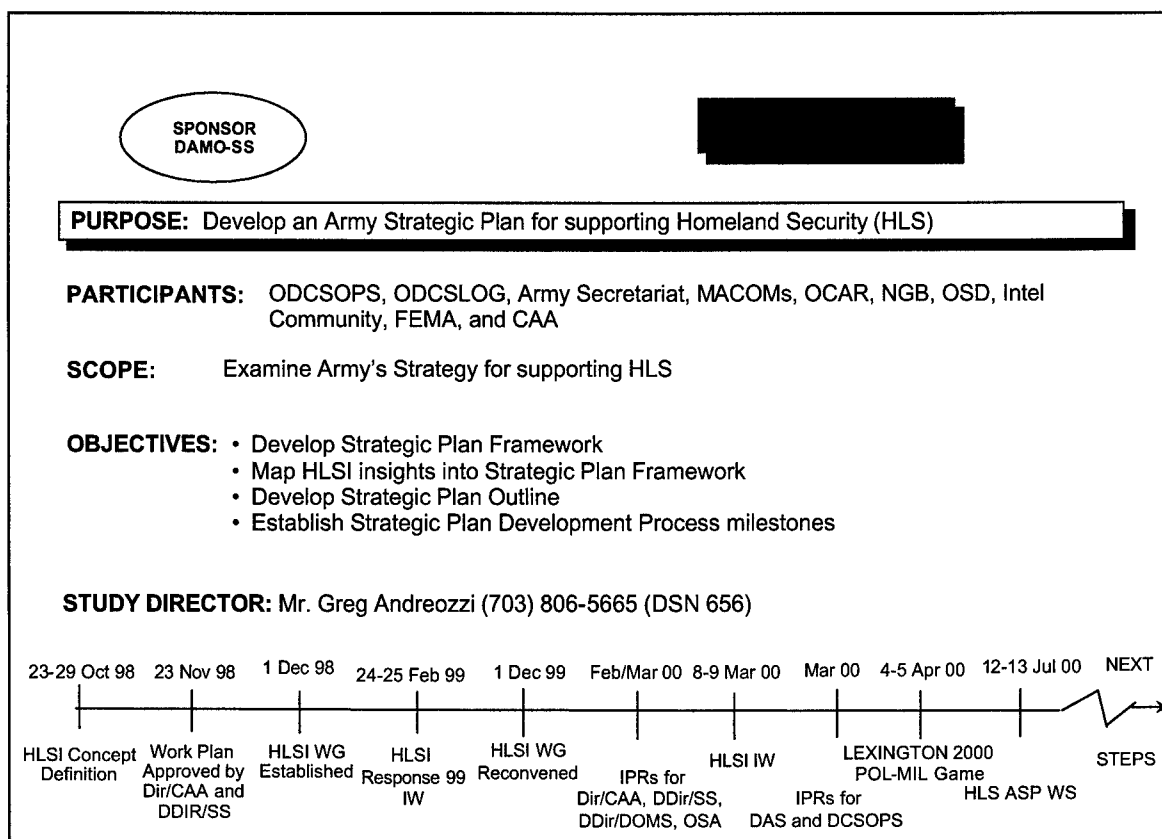 SPONSOR
DAMO-SS
PURPOSE: Develop an Army Strategic Plan for supporting Homeland Security (HLS)
PARTICIPANTS: ODCSOPS, ODCSLOG, Army Secretariat, MACOMs, OCAR, NGB, OSD, Intel
Community, FEMA, and CAA
SCOPE: Examine Army's Strategy for supporting HLS
OBJECTIVES: • Develop Strategic Plan Framework
• Map HLSI insights into Strategic Plan Framework
• Develop Strategic Plan Outline
• Establish Strategic Plan Development Process milestones
STUDY DIRECTOR: Mr. Greg Andreozzi (703) 806-5665 (DSN 656)
23-29 Oct 98
HLSI Concept
Definition
23 Nov 98
Work Plan
Approved by
Dir/CAA and
DDIR/SS
1 Dec 98
HLSI WG
Established
24-25 Feb 99
HLSI
Response 99
IW
1 Dec 99
HLSI WG
Reconvened
Feb/Mar 00
IPRs for
Dir/CAA, DDir/SS,
DDir/DOMS, OSA
8-9 Mar 00
HLSI IW
Mar 00
IPRs for
DAS and DCSOPS
4-5 Apr 00
LEXINGTON 2000
POL-MIL Game
12-13 Jul 00
HLS ASP WS
NEXT
STEPS